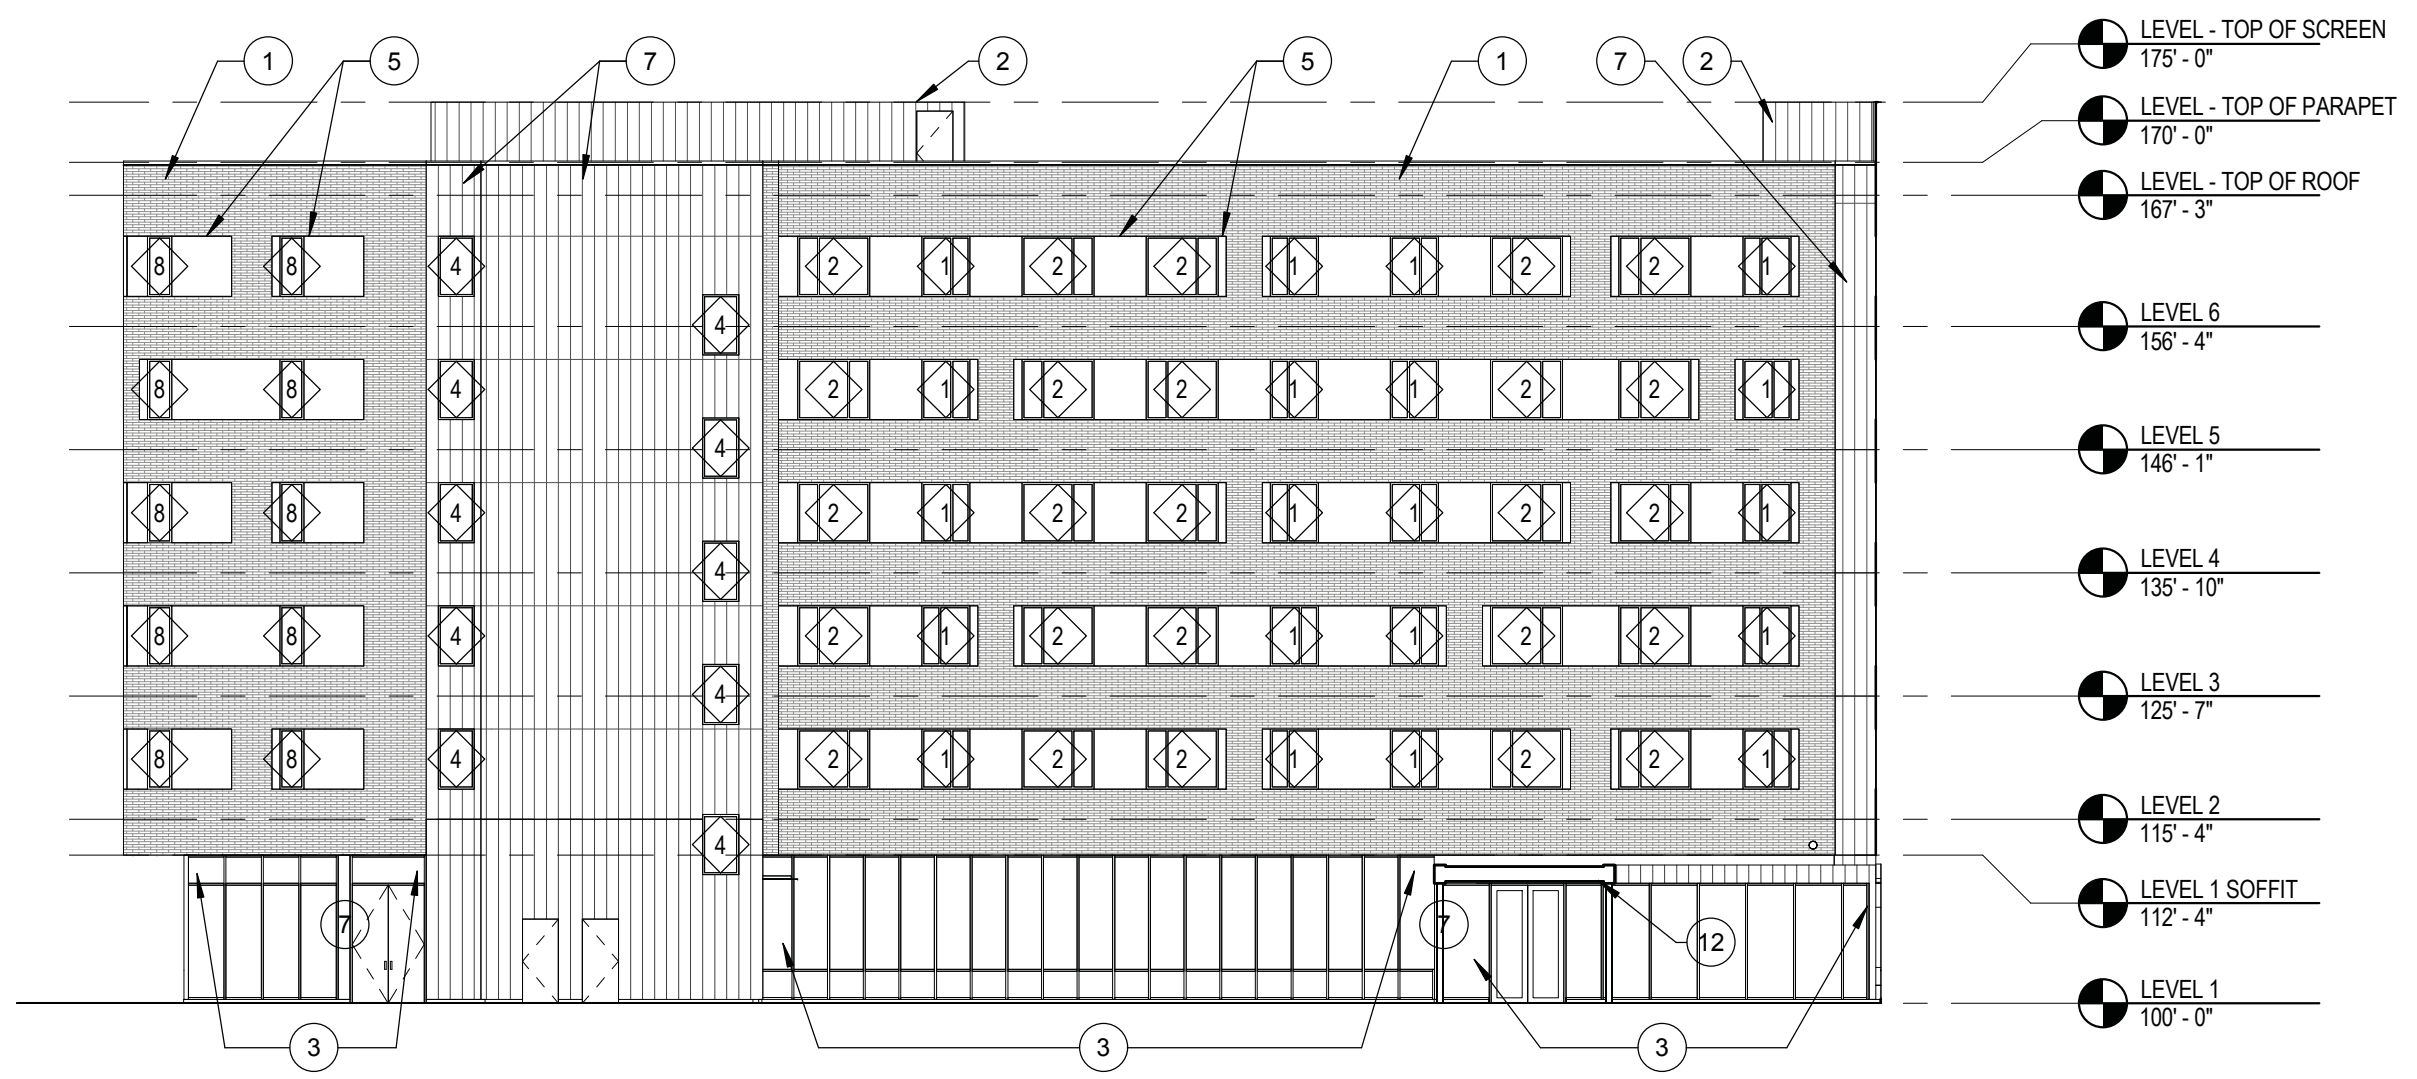 1 5 7 2 5 1 7 2
LEVEL - TOP OF SCREEN
175' - 0"
LEVEL - TOP OF PARAPET
170' - 0"
LEVEL - TOP OF ROOF
167' - 3"
8 8 4 2 1 2 2 1 1 2 2 1
4
LEVEL 6
156' - 4"
8 8 4 2 1 2 2 1 1 2 2 1
4
LEVEL 5
146' - 1"
8 8 4 2 1 2 2 1 1 2 2 1
4
LEVEL 4
135' - 10"
8 8 4 2 1 2 2 1 1 2 2 1
4
LEVEL 3
125' - 7"
8 8 4 2 1 2 2 1 1 2 2 1
4
LEVEL 2
115' - 4"
LEVEL 1 SOFFIT
112' - 4"
7 7 12
LEVEL 1
100' - 0"
3 3 3